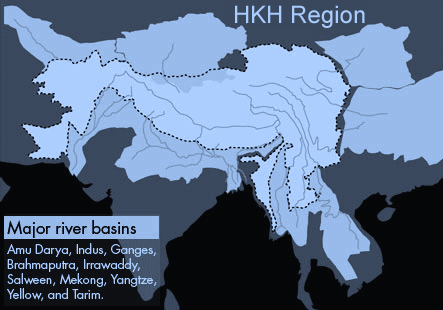 HKH Region
Major river basins
Amu Darya, Indus, Ganges,
Brahmaputra, Irrawaddy,
Salween, Mekong, Yangtze,
Yellow, and Tarim.